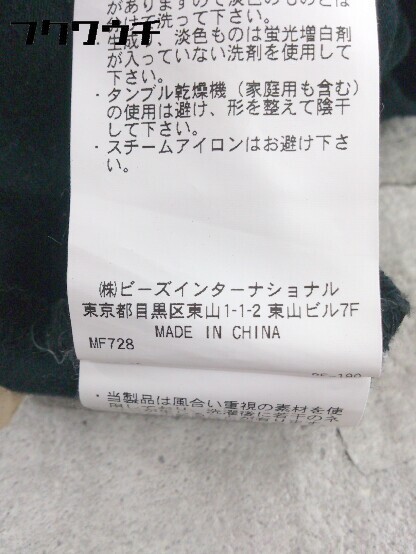 フクワウチ
がありますので淡色のものとは
分けて洗って下さい。
・生成り、淡色ものは蛍光増白剤
が入っていない洗剤を使用して
下さい。
・タンブル乾燥機（家庭用も含む）
の使用は避け、形を整えて陰干
して下さい。
・スチームアイロンはお避け下さ
い。
㈱ビーズインターナショナル
東京都目黒区東山1-1-2 東山ビル7F
MADE IN CHINA
MF728
・当製品は風合い重視の素材を使